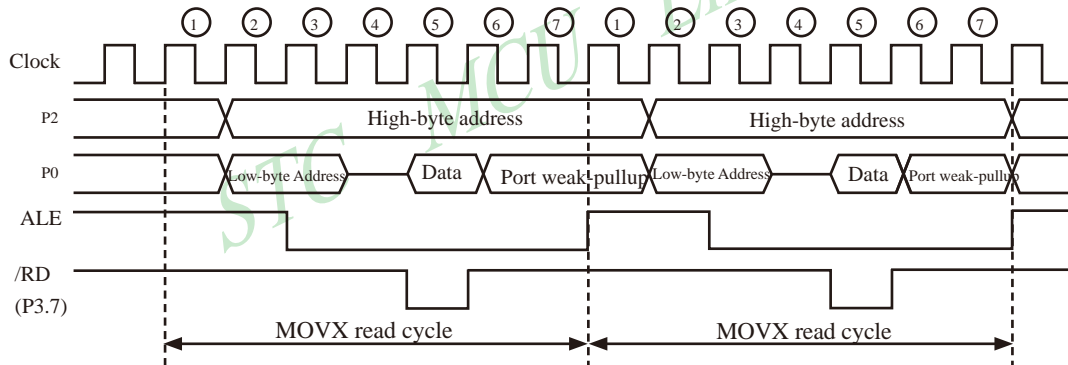 1 2 3 4 5 6 7 1 2 3 4 5 6 7
Clock
P2 High-byte address High-byte address
P0 Low-byte Address Data Port weak-pullup Low-byte Address Data Port weak-pullup
ALE
/RD
(P3.7)
MOVX read cycle MOVX read cycle
STC MCU